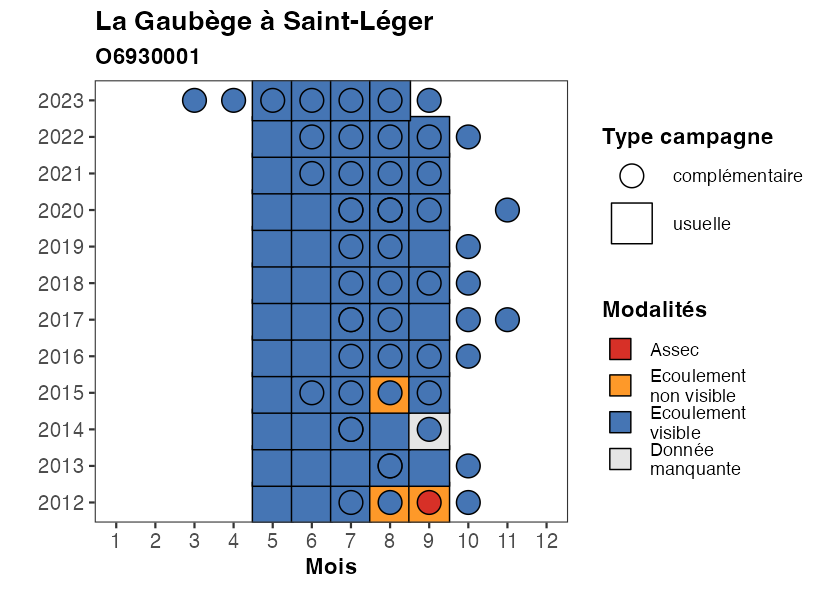 La Gaubège à Saint-Léger
O6930001
2023
2022
2021
2020
2019
2018
2017
2016
2015
2014
2013
2012
1 2 3 4 5 6 7 8 9 10 11 12
Mois
Type campagne
complémentaire
usuelle
Modalités
Assec
Ecoulement
non visible
Ecoulement
visible
Donnée
manquante